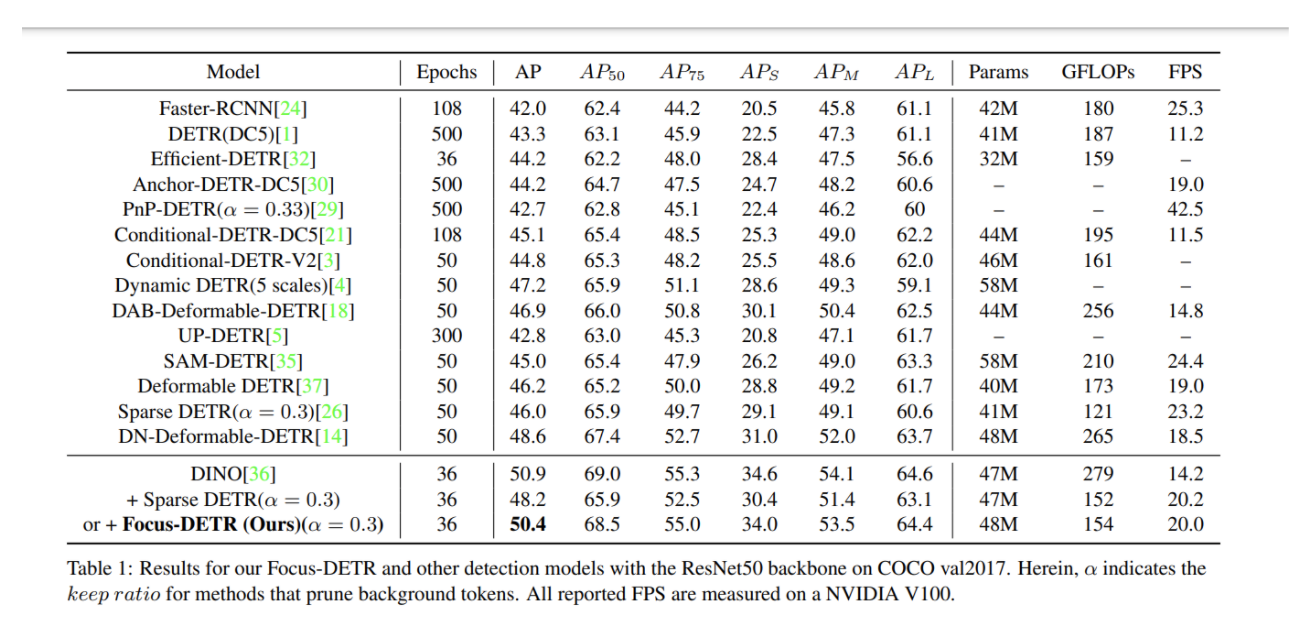 Model Epochs AP AP50 AP75 APS APM APL Params GFLOPs FPS
Faster-RCNN[24] 108 42.0 62.4 44.2 20.5 45.8 61.1 42M 180 25.3
DETR(DC5)[1] 500 43.3 63.1 45.9 22.5 47.3 61.1 41M 187 11.2
Efficient-DETR[32] 36 44.2 62.2 48.0 28.4 47.5 56.6 32M 159 –
Anchor-DETR-DC5[30] 500 44.2 64.7 47.5 24.7 48.2 60.6 – – 19.0
PnP-DETR(α = 0.33)[29] 500 42.7 62.8 45.1 22.4 46.2 60 – – 42.5
Conditional-DETR-DC5[21] 108 45.1 65.4 48.5 25.3 49.0 62.2 44M 195 11.5
Conditional-DETR-V2[3] 50 44.8 65.3 48.2 25.5 48.6 62.0 46M 161 –
Dynamic DETR(5 scales)[4] 50 47.2 65.9 51.1 28.6 49.3 59.1 58M – –
DAB-Deformable-DETR[18] 50 46.9 66.0 50.8 30.1 50.4 62.5 44M 256 14.8
UP-DETR[5] 300 42.8 63.0 45.3 20.8 47.1 61.7 – – –
SAM-DETR[35] 50 45.0 65.4 47.9 26.2 49.0 63.3 58M 210 24.4
Deformable DETR[37] 50 46.2 65.2 50.0 28.8 49.2 61.7 40M 173 19.0
Sparse DETR(α = 0.3)[26] 50 46.0 65.9 49.7 29.1 49.1 60.6 41M 121 23.2
DN-Deformable-DETR[14] 50 48.6 67.4 52.7 31.0 52.0 63.7 48M 265 18.5
DINO[36] 36 50.9 69.0 55.3 34.6 54.1 64.6 47M 279 14.2
+ Sparse DETR(α = 0.3) 36 48.2 65.9 52.5 30.4 51.4 63.1 47M 152 20.2
or + Focus-DETR (Ours)(α = 0.3) 36 50.4 68.5 55.0 34.0 53.5 64.4 48M 154 20.0
Table 1: Results for our Focus-DETR and other detection models with the ResNet50 backbone on COCO val2017. Herein, α indicates the
keep ratio for methods that prune background tokens. All reported FPS are measured on a NVIDIA V100.